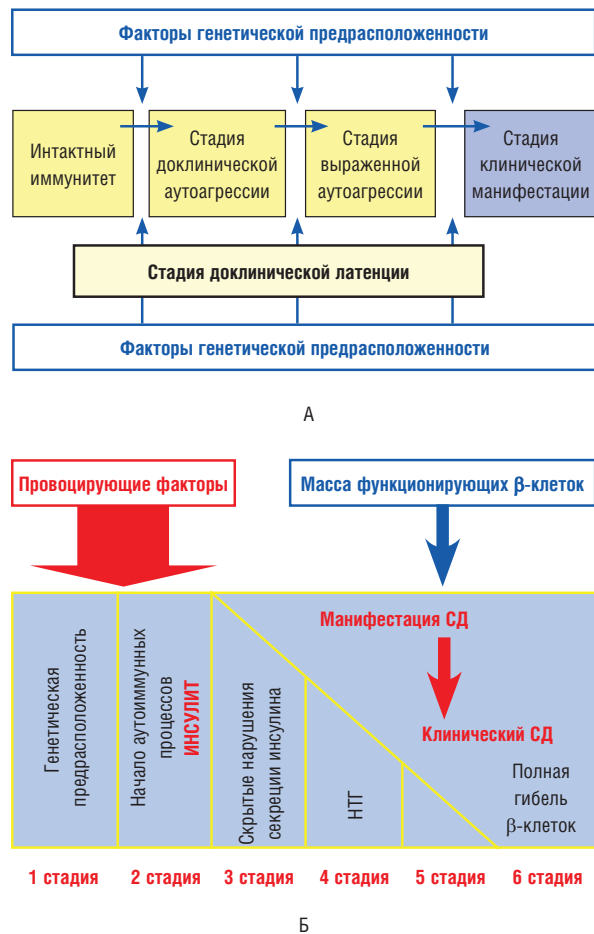 Факторы генетической предрасположенности
Интактный
иммунитет
Стадия
доклинической
аутоагрессии
Стадия
выраженной
аутоагрессии
Стадия
клинической
манифестации
Стадия доклинической латенции
Факторы генетической предрасположенности
А
Провоцирующие факторы
Масса функционирующих β-клеток
Генетическая
предрасположенность
Начало аутоиммунных
процессов
ИНСУЛИТ
Скрытые нарушения
секреции инсулина
НТГ
Манифестация СД
Клинический СД
Полная
гибель
β-клеток
1 стадия
2 стадия
3 стадия
4 стадия
5 стадия
6 стадия
Б